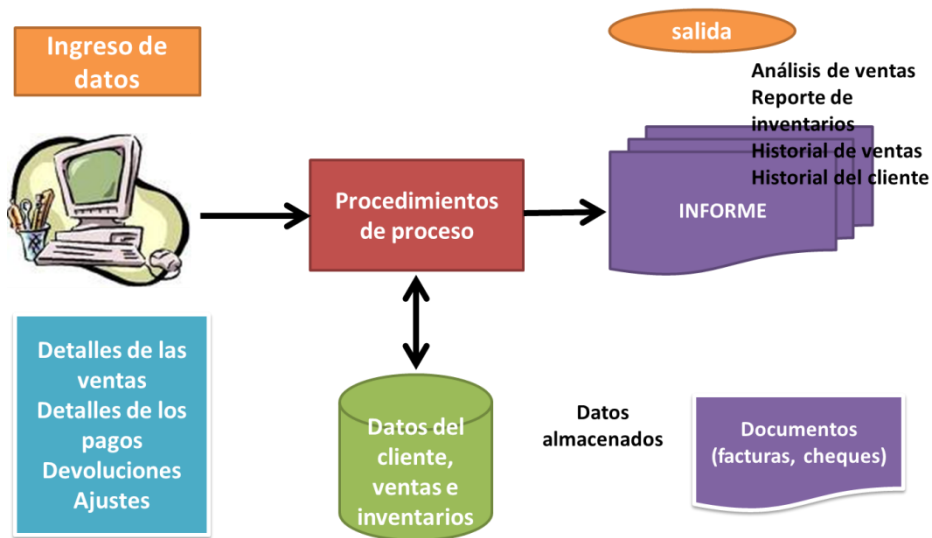 Ingreso de
datos
salida
Análisis de ventas
Reporte de
inventarios
Historial de ventas
Historial del cliente
Procedimientos
de proceso
INFORME
Detalles de las
ventas
Detalles de los
pagos
Devoluciones
Ajustes
Datos del
cliente,
ventas e
inventarios
Datos
almacenados
Documentos
(facturas, cheques)